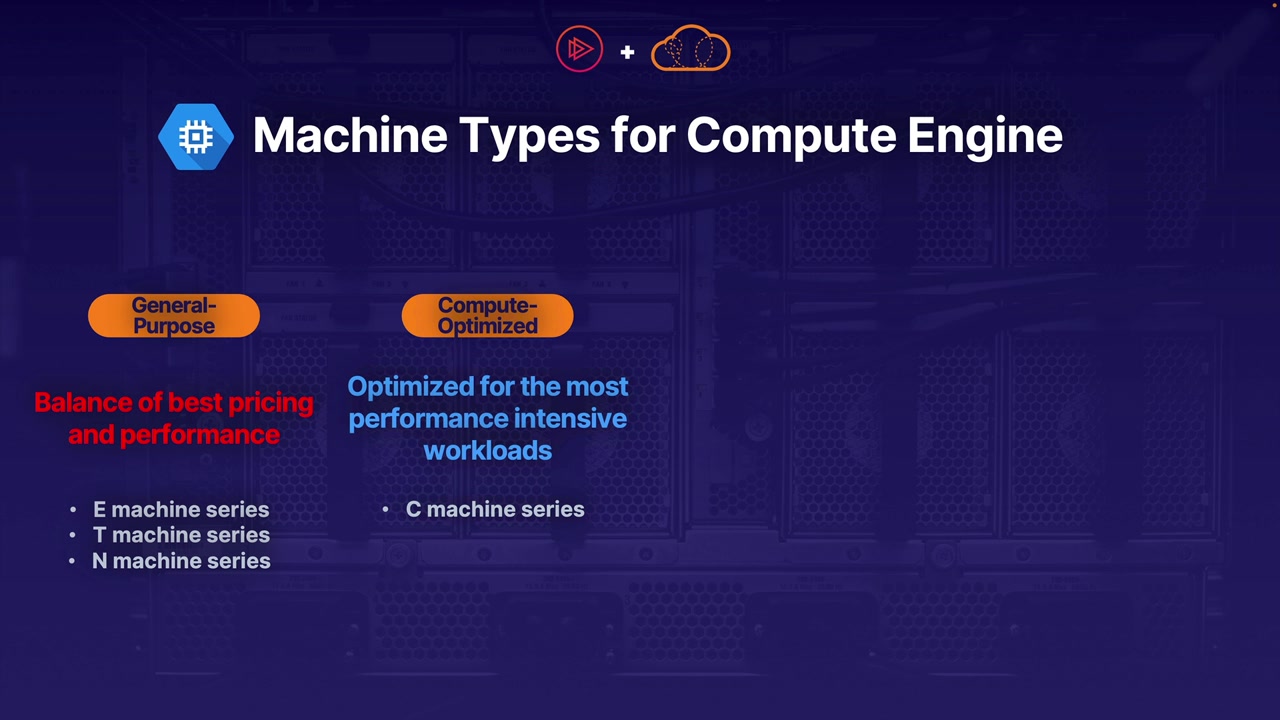 +
Machine Types for Compute Engine
General-
Purpose
Balance of best pricing
and performance
• E machine series
• T machine series
• N machine series
Compute-
Optimized
Optimized for the most
performance intensive
workloads
• C machine series